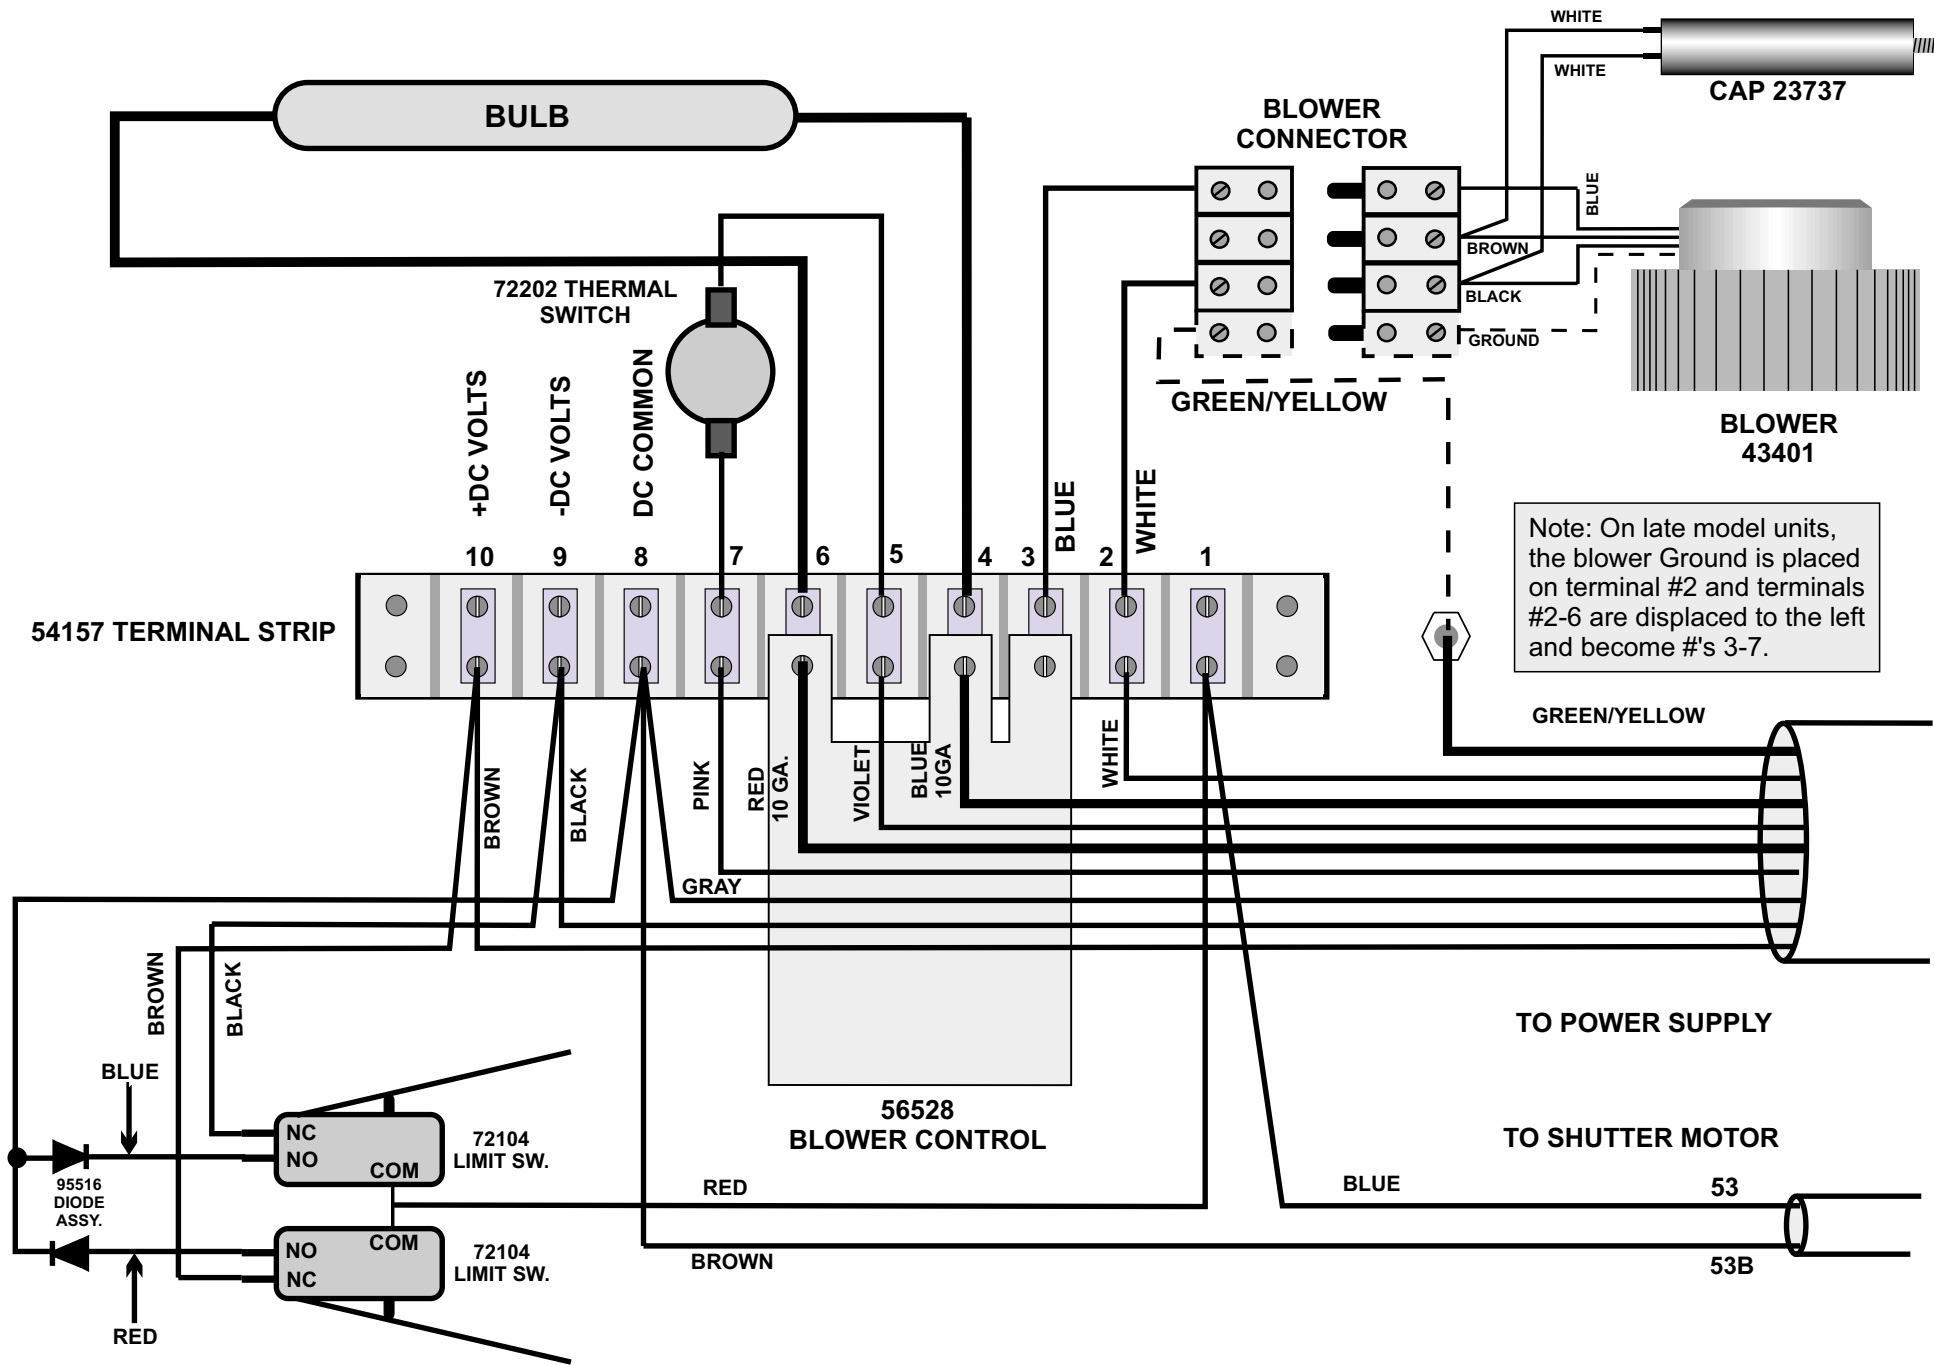 WHITE
WHITE
CAP 23737
BULB
BLOWER
CONNECTOR
BLUE
BROWN
BLACK
GROUND
GREEN/YELLOW
BLOWER
43401
72202 THERMAL
SWITCH
+DC VOLTS
-DC VOLTS
DC COMMON
BLUE
WHITE
10
9
8
7
6
5
4
3
2
1
54157 TERMINAL STRIP
Note: On late model units,
the blower Ground is placed
on terminal #2 and terminals
#2-6 are displaced to the left
and become #'s 3-7.
GREEN/YELLOW
BROWN
BLACK
PINK
RED
10 GA.
VIOLET
BLUE
10GA
WHITE
GRAY
BROWN
BLACK
TO POWER SUPPLY
BLUE
NC
NO
COM
72104
LIMIT SW.
95516
DIODE
ASSY.
56528
BLOWER CONTROL
TO SHUTTER MOTOR
RED
BLUE
53
NO
COM
NC
72104
LIMIT SW.
BROWN
53B
RED